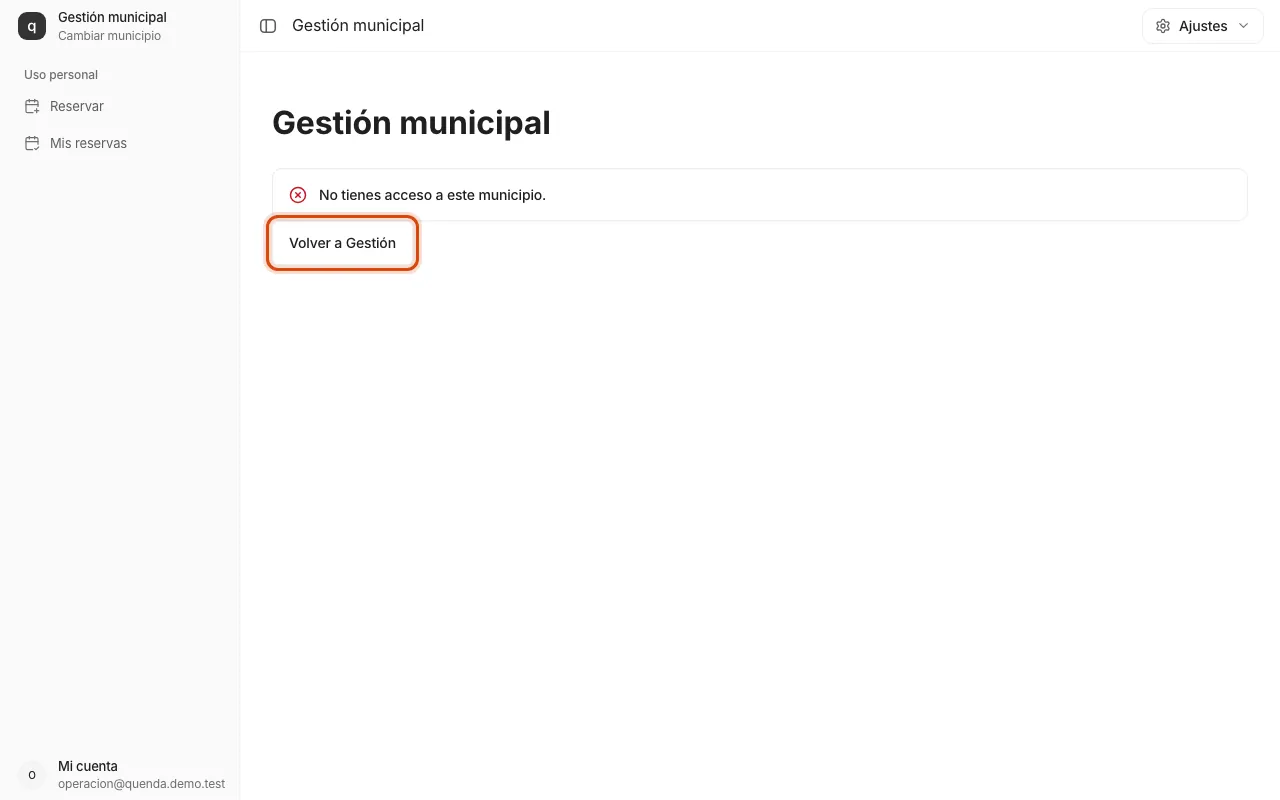 q
Gestión municipal
Cambiar municipio
Uso personal
Reservar
Mis reservas
Gestión municipal
Ajustes
Gestión municipal
No tienes acceso a este municipio.
Volver a Gestión
O
Mi cuenta
operacion@quenda.demo.test